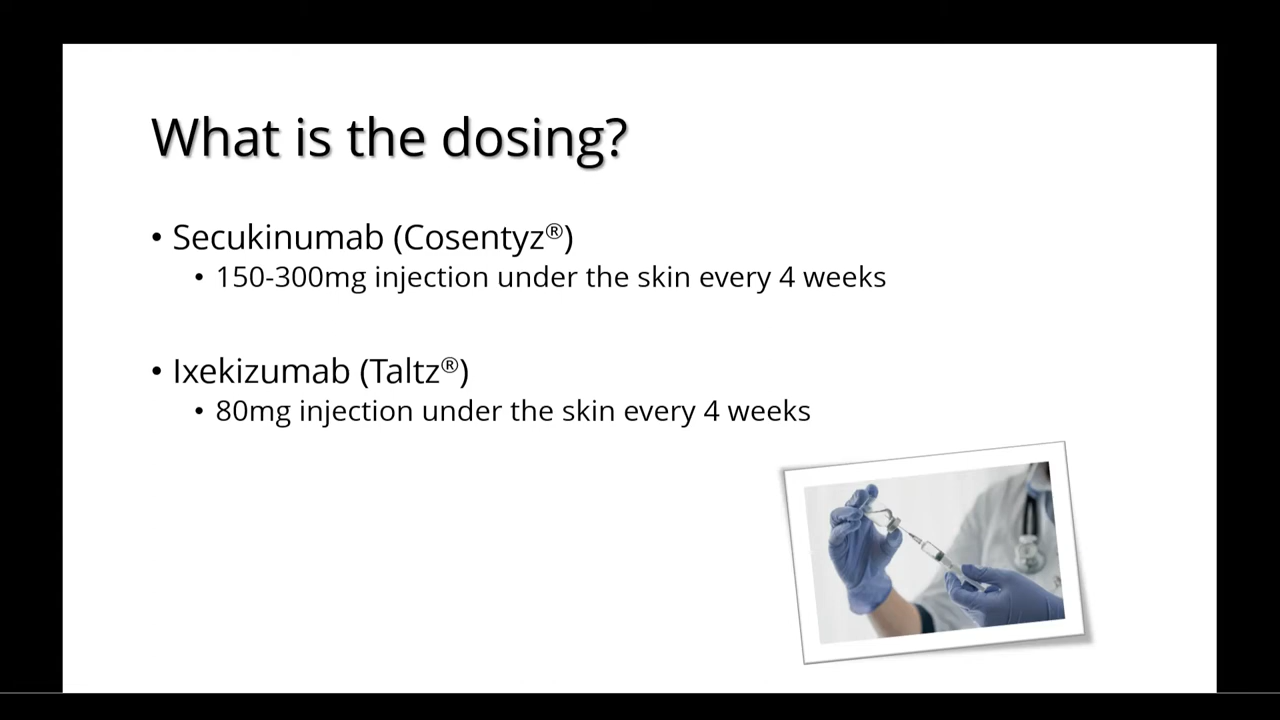 What is the dosing?
• Secukinumab (Cosentyz®)
• 150-300mg injection under the skin every 4 weeks
• Ixekizumab (Taltz®)
• 80mg injection under the skin every 4 weeks